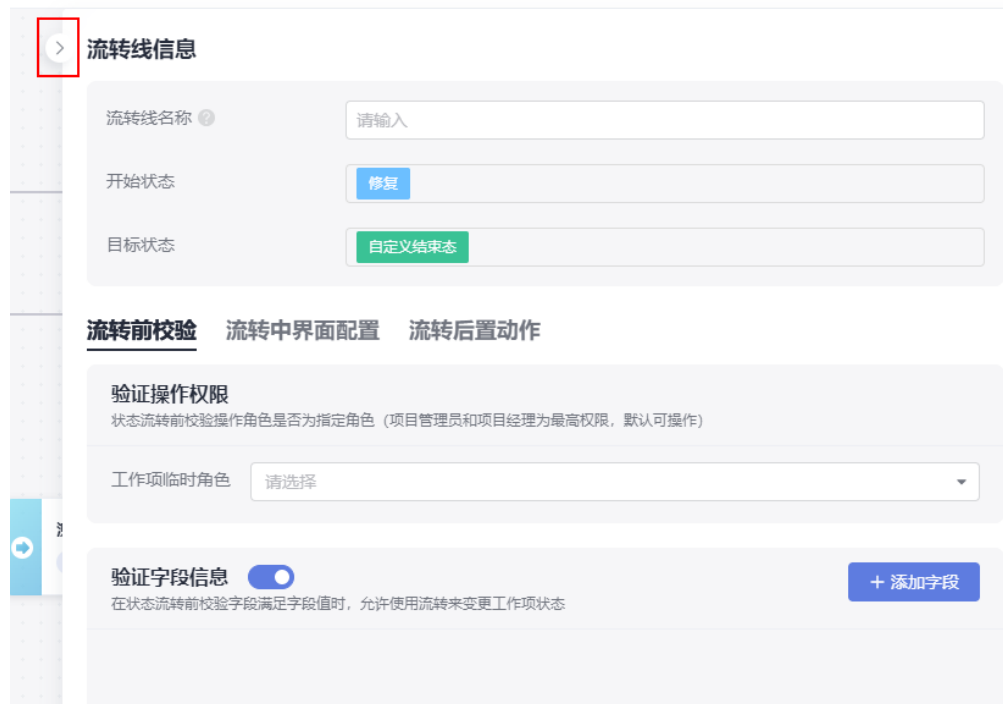 流转线信息
流转线名称
请输入
开始状态
修复
目标状态
自定义结束态
流转前校验 流转中界面配置 流转后置动作
验证操作权限
状态流转前校验操作角色是否为指定角色（项目管理员和项目经理为最高权限，默认可操作）
工作项临时角色
请选择
验证字段信息
+ 添加字段
在状态流转前校验字段满足字段值时，允许使用流转来变更工作项状态